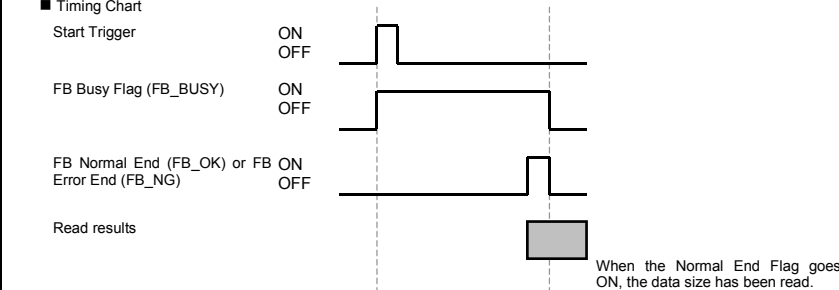 ■ Timing Chart
Start Trigger ON
OFF
FB Busy Flag (FB_BUSY) ON
OFF
FB Normal End (FB_OK) or FB ON
Error End (FB_NG) OFF
Read results
When the Normal End Flag goes
ON, the data size has been read.